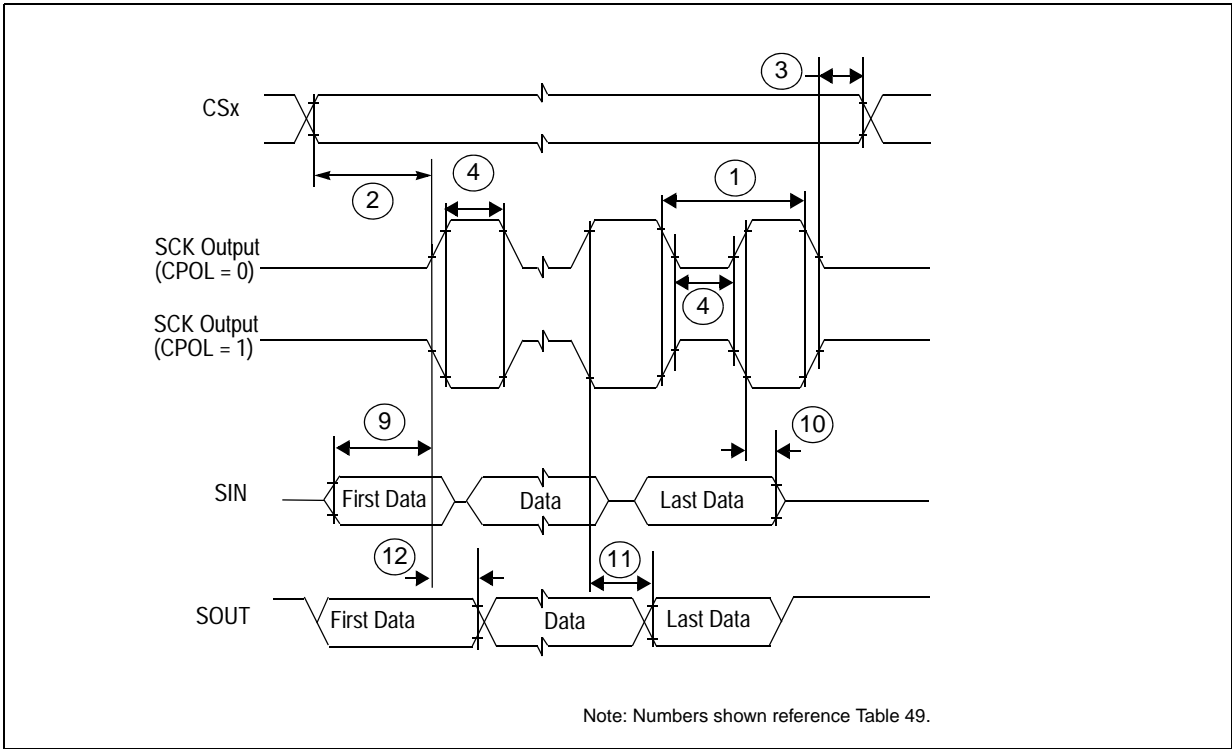 3
CSx
2
4
1
SCK Output
(CPOL = 0)
4
SCK Output
(CPOL = 1)
9
10
SIN
First Data
Data
Last Data
12
11
SOUT
First Data
Data
Last Data
Note: Numbers shown reference Table 49.